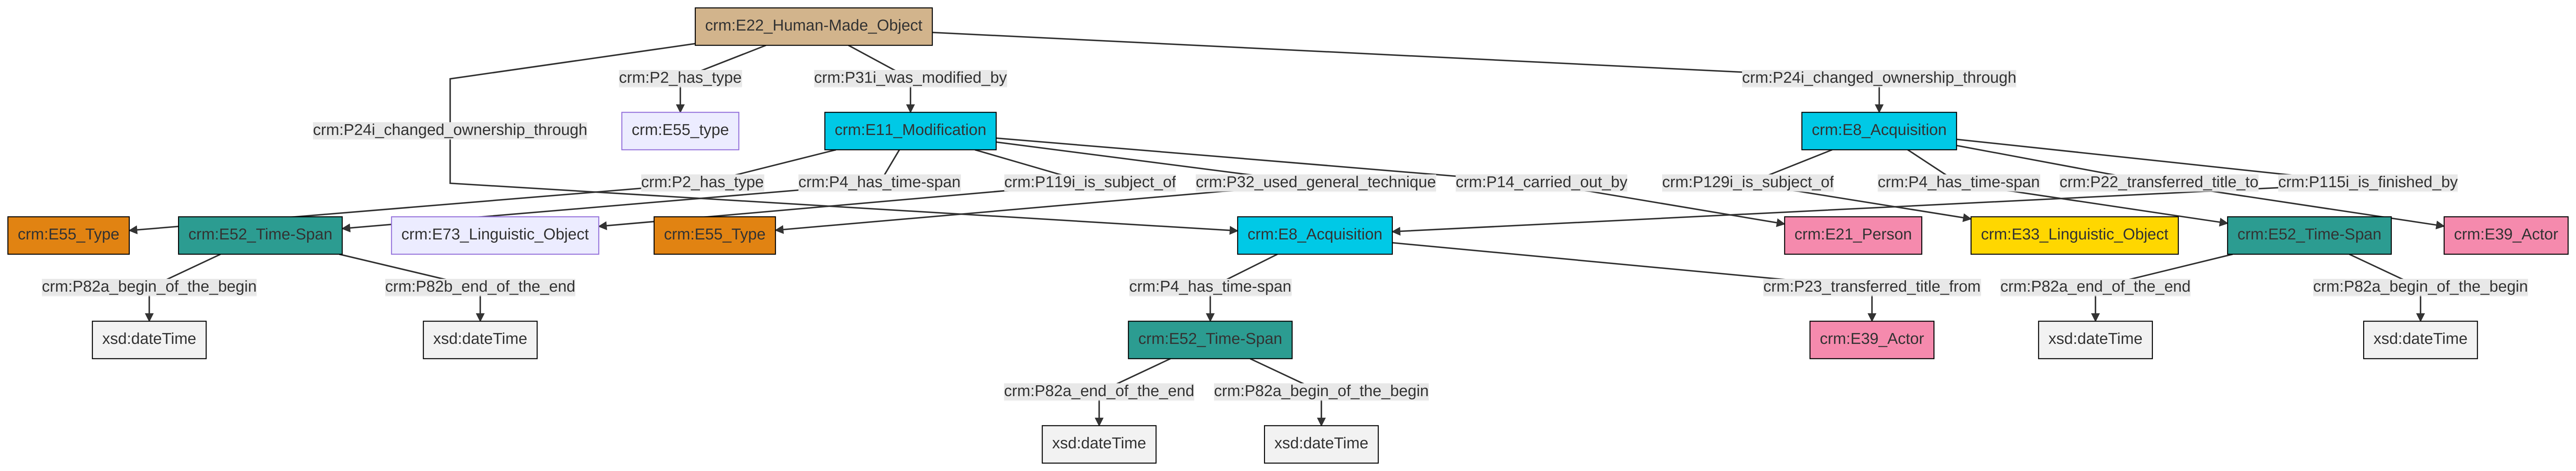 crm:E22_Human-Made_Object
crm:P2_has_type
crm:P31i_was_modified_by
crm:P24i_changed_ownership_through
crm:P24i_changed_ownership_through
crm:E55_type
crm:E11_Modification
crm:E8_Acquisition
crm:P2_has_type
crm:P4_has_time-span
crm:P119i_is_subject_of
crm:P32_used_general_technique
crm:P14_carried_out_by
crm:P129i_is_subject_of
crm:P4_has_time-span
crm:P22_transferred_title_to
crm:P115i_is_finished_by
crm:E55_Type
crm:E52_Time-Span
crm:E73_Linguistic_Object
crm:E55_Type
crm:E8_Acquisition
crm:E21_Person
crm:E33_Linguistic_Object
crm:E52_Time-Span
crm:E39_Actor
crm:P82a_begin_of_the_begin
crm:P82b_end_of_the_end
crm:P4_has_time-span
crm:P23_transferred_title_from
crm:P82a_end_of_the_end
crm:P82a_begin_of_the_begin
xsd:dateTime
xsd:dateTime
crm:E52_Time-Span
crm:E39_Actor
xsd:dateTime
xsd:dateTime
crm:P82a_end_of_the_end
crm:P82a_begin_of_the_begin
xsd:dateTime
xsd:dateTime